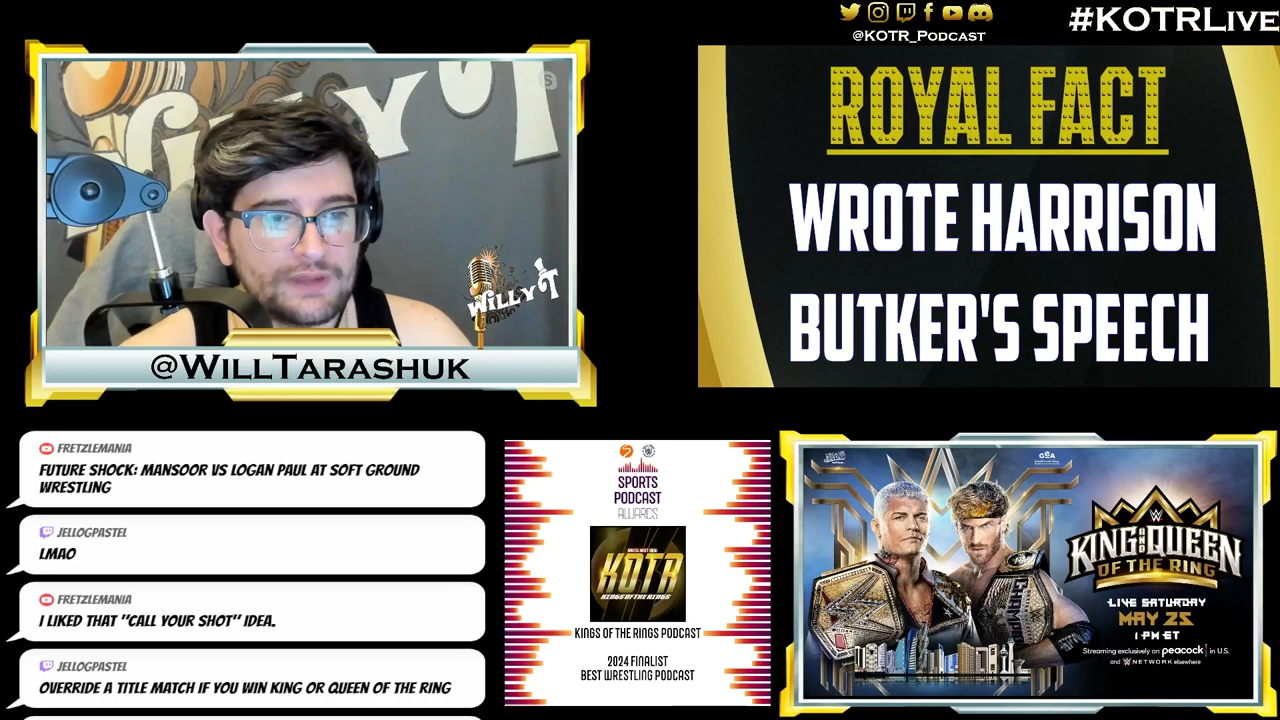 @KOTR_Podcast
#KOTRLIVE
WILLY T
WILLY T
@WILLTARASHUK
ROYAL FACT
WROTE HARRISON
BUTKER'S SPEECH
FRETZLEMANIA
FUTURE SHOCK: MANSOOR VS LOGAN PAUL AT SOFT GROUND
WRESTLING
JELLOGPASTEL
LMAO
FRETZLEMANIA
I LIKED THAT "CALL YOUR SHOT" IDEA.
JELLOGPASTEL
OVERRIDE A TITLE MATCH IF YOU WIN KING OR QUEEN OF THE RING
SPORTS
PODCAST
AWARDS
KOTR
KINGS OF THE RINGS
KINGS OF THE RINGS PODCAST
2024 FINALIST
BEST WRESTLING PODCAST
KING AND QUEEN
OF THE RING
LIVE SATURDAY
MAY 25
1 PM ET
Streaming exclusively on peacock in U.S.
and W NETWORK elsewhere